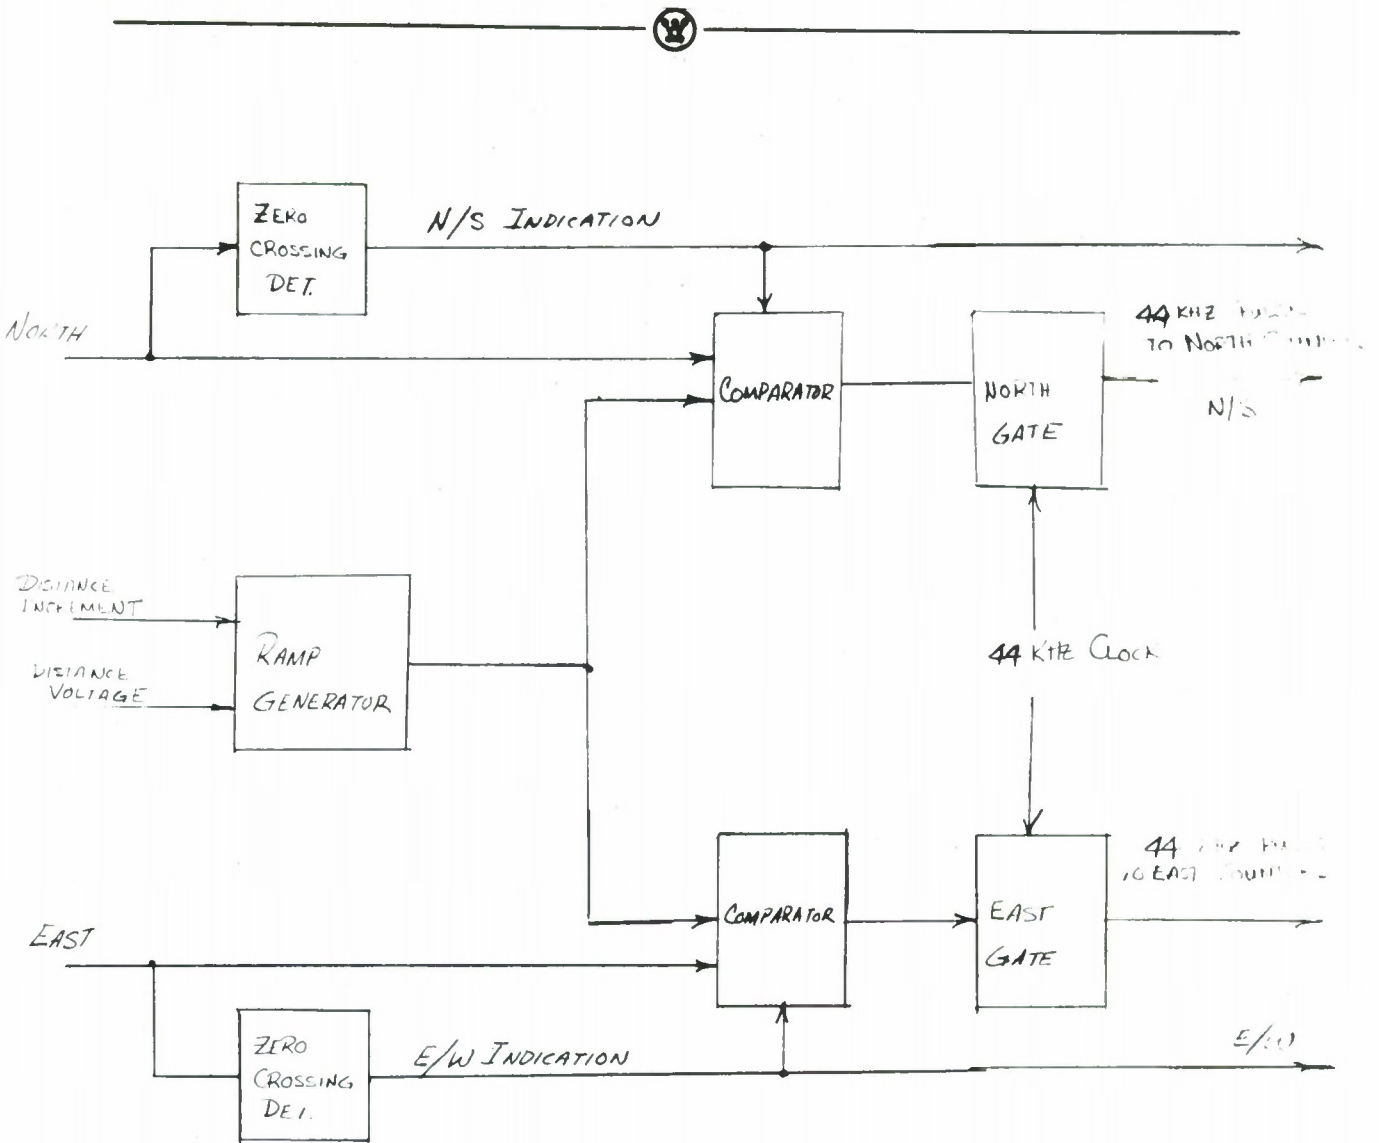 ZERO
CROSSING
DET.
N/S INDICATION
NORTH
44 KHZ
TO NORTH
COMPARATOR
NORTH
GATE
N/S
DISTANCE
INCREMENT
RAMP
GENERATOR
DISTANCE
VOLTAGE
44 KHZ CLOCK
44
TO EAST
COMPARATOR
EAST
GATE
EAST
ZERO
CROSSING
DET.
E/W INDICATION
E/W